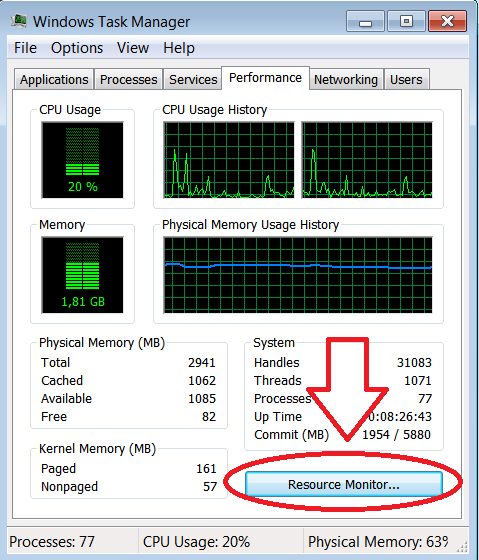 Windows Task Manager
File Options View Help
Applications Processes Services Performance Networking Users
CPU Usage
CPU Usage History
20 %
Memory
Physical Memory Usage History
1,81 GB
Physical Memory (MB)
Total 2941
Cached 1062
Available 1085
Free 82
System
Handles 31083
Threads 1071
Processes 77
Up Time 0:08:26:43
Commit (MB) 1954 / 5880
Kernel Memory (MB)
Paged 161
Nonpaged 57
Resource Monitor...
Processes: 77 CPU Usage: 20% Physical Memory: 63%